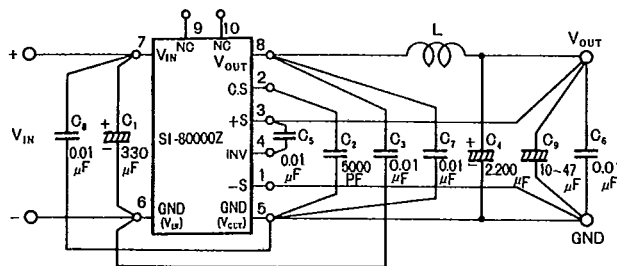 9 10
NC NC
+ 7 VIN
VOUT 8
L
VOUT
C.S 2
+S 3
INV 4
-S 1
GND (VOUT) 5
6 GND (VIN)
-
VIN
SI-80000Z
C8 0.01 μF
+ C1 330 μF -
C5 0.01 μF
C2 5000 PF
C3 0.01 μF
C7 0.01 μF
+ C4 2.200 μF -
C9 10~47 μF
C6 0.01 μF
GND